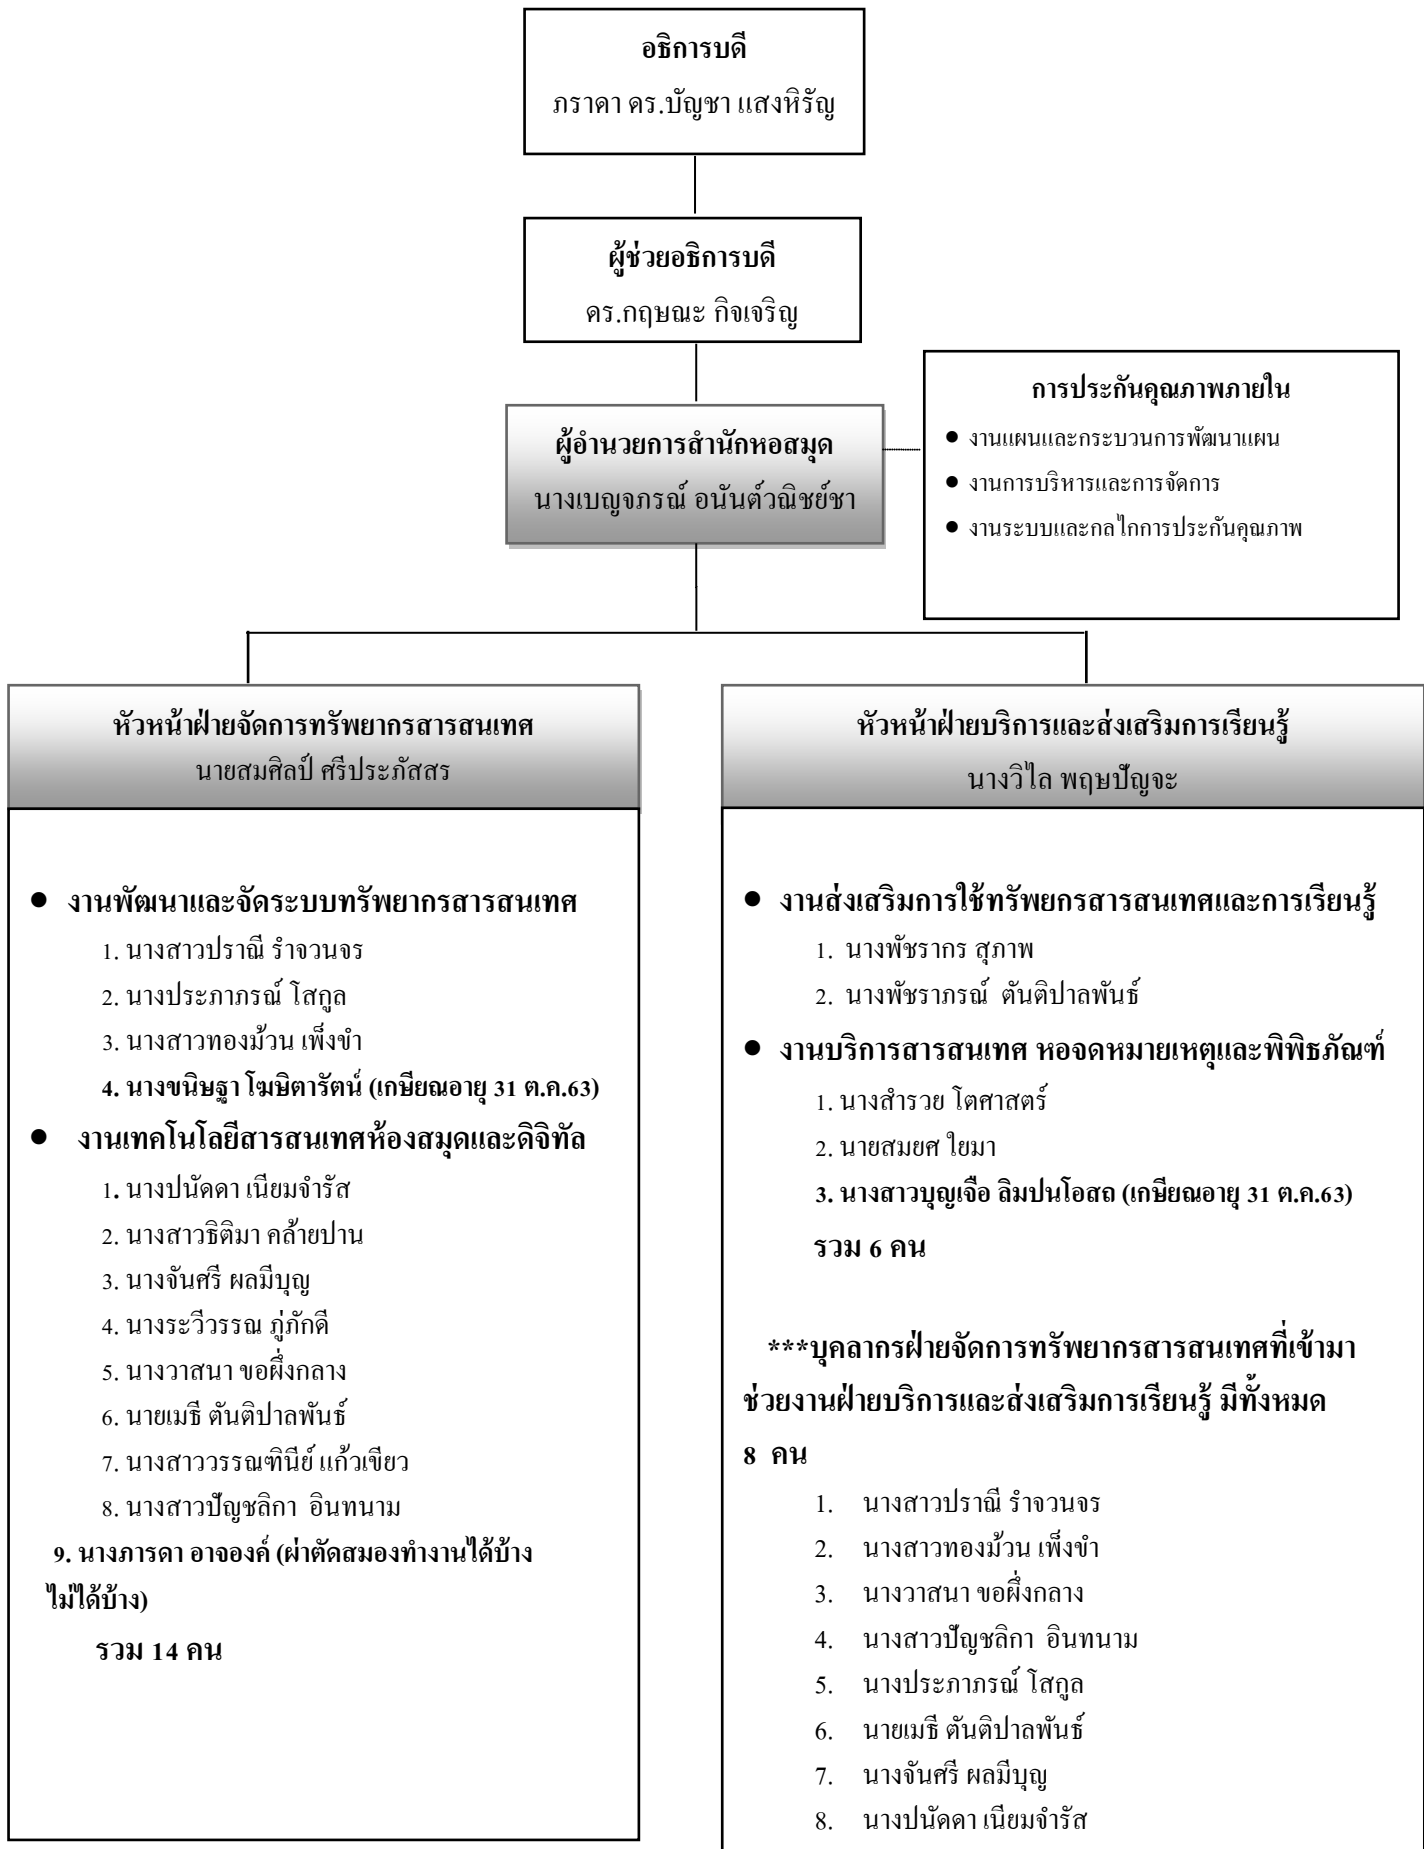 อธิการบดี
ภราดา ดร.บัญชา แสงหิรัญ
ผู้ช่วยอธิการบดี
ดร.กฤษณะ กิจเจริญ
ผู้อำนวยการสำนักหอสมุด
นางเบญจภรณ์ อนันต์วณิชย์ชา
การประกันคุณภาพภายใน
● งานแผนและกระบวนการพัฒนาแผน
● งานการบริหารและการจัดการ
● งานระบบและกลไกการประกันคุณภาพ
หัวหน้าฝ่ายจัดการทรัพยากรสารสนเทศ
นายสมศิลป์ ศรีประภัสสร
● งานพัฒนาและจัดระบบทรัพยากรสารสนเทศ
1. นางสาวปราณี รำจวนจร
2. นางประภาภรณ์ โสกูล
3. นางสาวทองม้วน เพ็งขำ
4. นางขนิษฐา โฆษิตารัตน์ (เกษียณอายุ 31 ต.ค.63)
● งานเทคโนโลยีสารสนเทศห้องสมุดและดิจิทัล
1. นางปนัดดา เนียมจำรัส
2. นางสาวธิติมา คล้ายปาน
3. นางจันศรี ผลมีบุญ
4. นางระวีวรรณ ภู่ภักดี
5. นางวาสนา ขอผึ่งกลาง
6. นายเมธี ตันติปาลพันธ์
7. นางสาววรรณฑินีย์ แก้วเขียว
8. นางสาวปัญชลิกา อินทนาม
9. นางภารดา อาจองค์ (ผ่าตัดสมองทำงานได้บ้าง
ไม่ได้บ้าง)
รวม 14 คน
หัวหน้าฝ่ายบริการและส่งเสริมการเรียนรู้
นางวิไล พฤษปัญจะ
● งานส่งเสริมการใช้ทรัพยกรสารสนเทศและการเรียนรู้
1. นางพัชรากร สุภาพ
2. นางพัชราภรณ์ ตันติปาลพันธ์
● งานบริการสารสนเทศ หอจดหมายเหตุและพิพิธภัณฑ์
1. นางสำรวย โตศาสตร์
2. นายสมยศ ใยมา
3. นางสาวบุญเจือ ลิมปนโอสถ (เกษียณอายุ 31 ต.ค.63)
รวม 6 คน
***บุคลากรฝ่ายจัดการทรัพยากรสารสนเทศที่เข้ามา
ช่วยงานฝ่ายบริการและส่งเสริมการเรียนรู้ มีทั้งหมด
8 คน
1. นางสาวปราณี รำจวนจร
2. นางสาวทองม้วน เพ็งขำ
3. นางวาสนา ขอผึ่งกลาง
4. นางสาวปัญชลิกา อินทนาม
5. นางประภาภรณ์ โสกูล
6. นายเมธี ตันติปาลพันธ์
7. นางจันศรี ผลมีบุญ
8. นางปนัดดา เนียมจำรัส